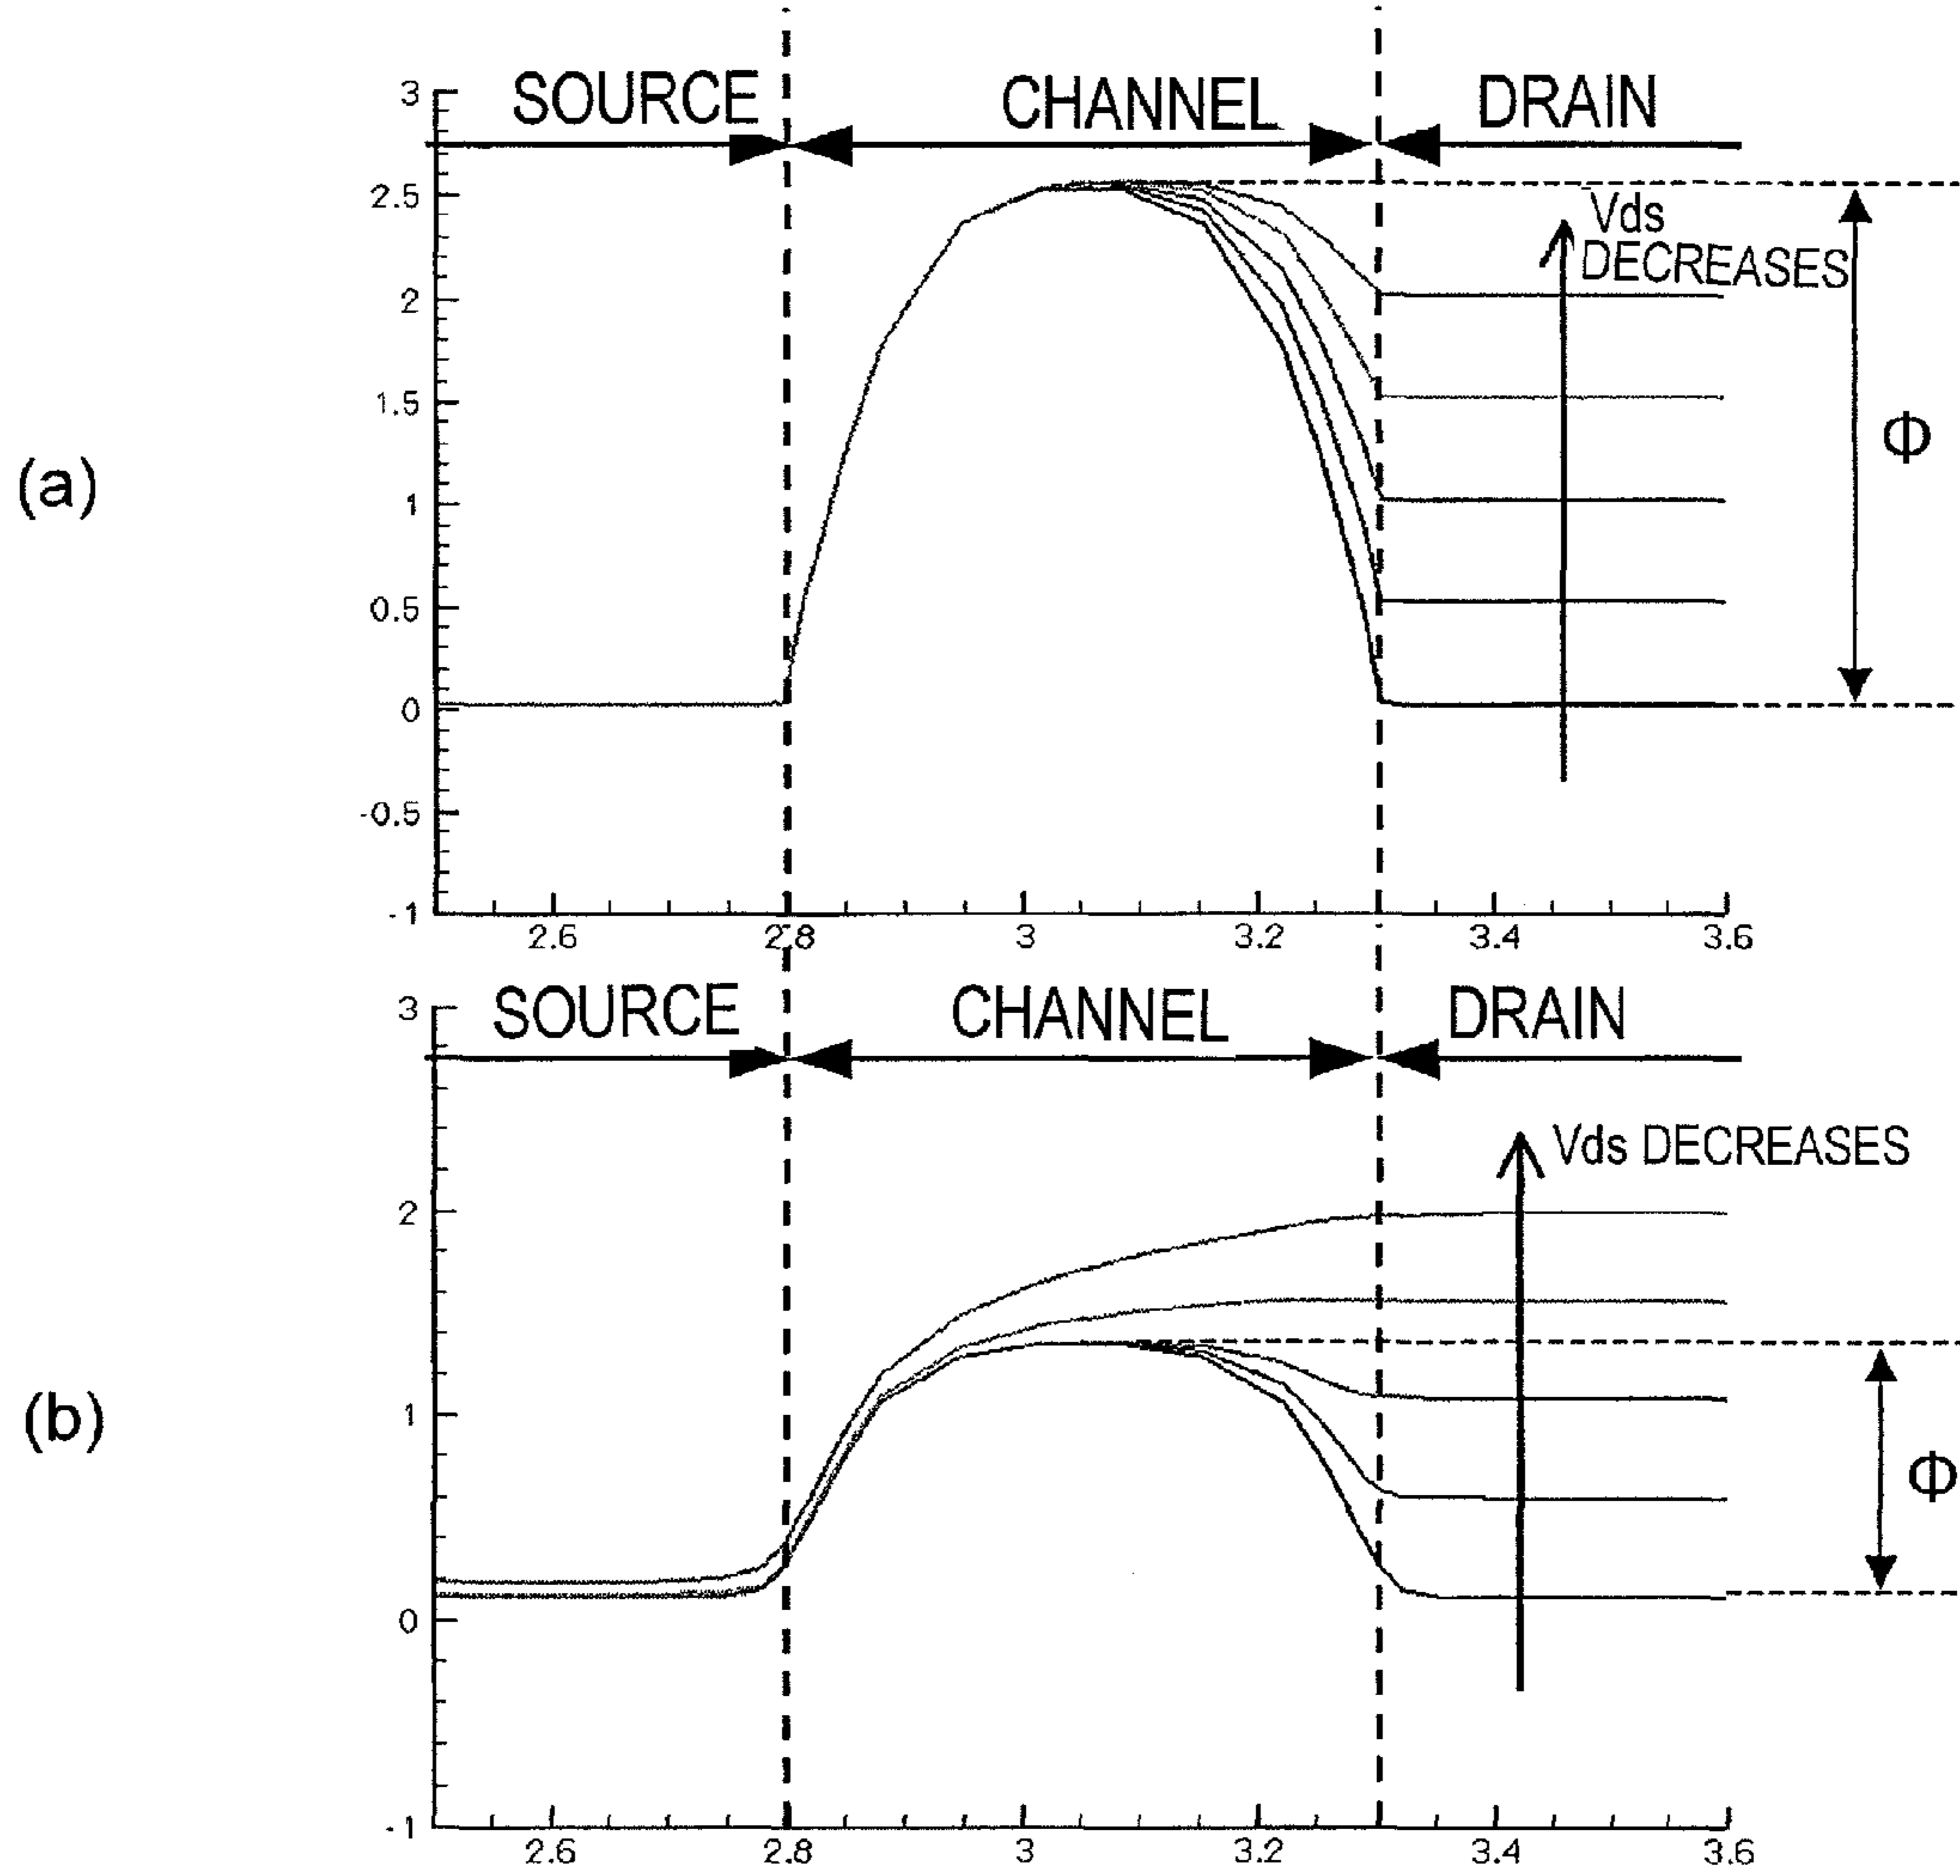 SOURCE CHANNEL DRAIN
3
2.5
Vds
DECREASES
2
1.5
Φ
(a)
1
0.5
0
-0.5
-1
2.6 2.8 3 3.2 3.4 3.6
SOURCE CHANNEL DRAIN
3
Vds DECREASES
2
(b)
1
Φ
0
-1
2.6 2.8 3 3.2 3.4 3.6